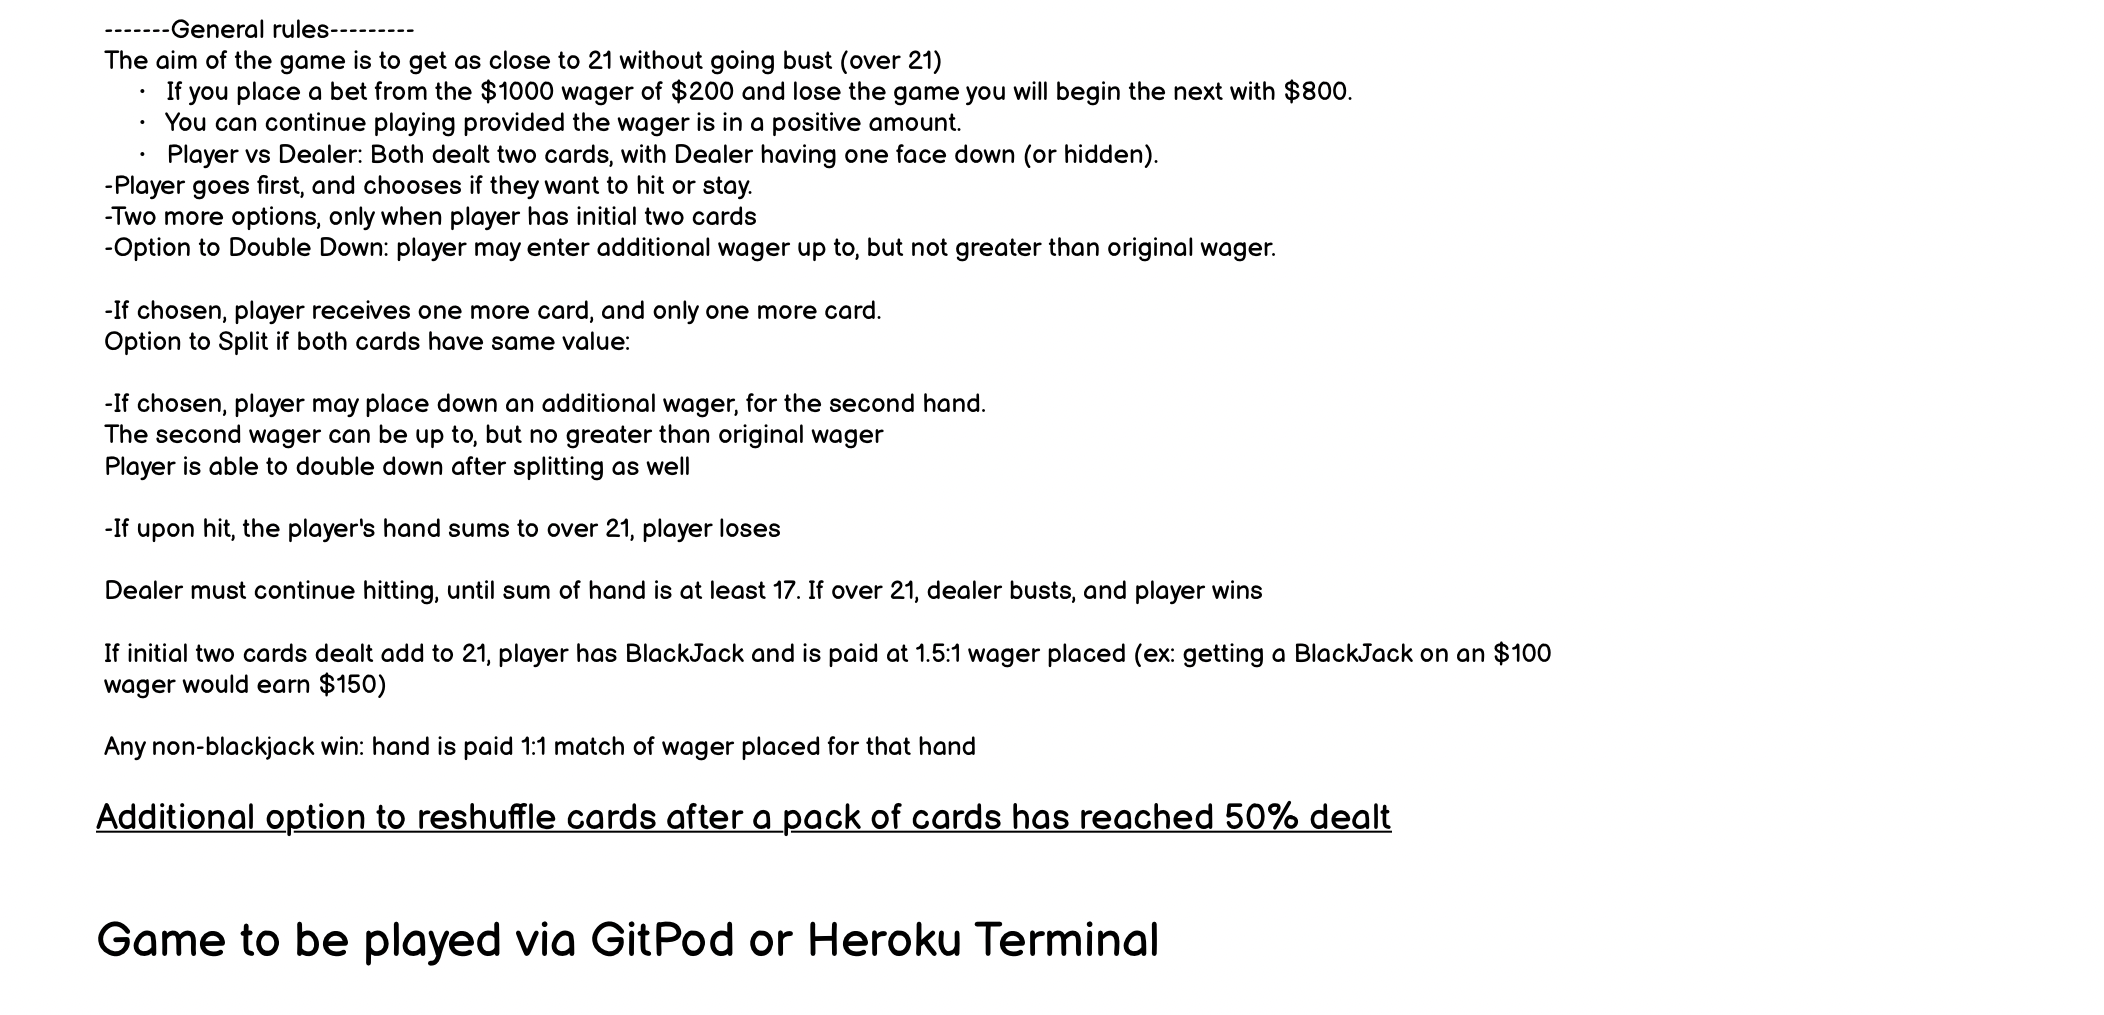 -------General rules---------
The aim of the game is to get as close to 21 without going bust (over 21)
• If you place a bet from the $1000 wager of $200 and lose the game you will begin the next with $800.
• You can continue playing provided the wager is in a positive amount.
• Player vs Dealer: Both dealt two cards, with Dealer having one face down (or hidden).
-Player goes first, and chooses if they want to hit or stay.
-Two more options, only when player has initial two cards
-Option to Double Down: player may enter additional wager up to, but not greater than original wager.
-If chosen, player receives one more card, and only one more card.
Option to Split if both cards have same value:
-If chosen, player may place down an additional wager, for the second hand.
The second wager can be up to, but no greater than original wager
Player is able to double down after splitting as well
-If upon hit, the player's hand sums to over 21, player loses
Dealer must continue hitting, until sum of hand is at least 17. If over 21, dealer busts, and player wins
If initial two cards dealt add to 21, player has BlackJack and is paid at 1.5:1 wager placed (ex: getting a BlackJack on an $100
wager would earn $150)
Any non-blackjack win: hand is paid 1:1 match of wager placed for that hand
Additional option to reshuffle cards after a pack of cards has reached 50% dealt
Game to be played via GitPod or Heroku Terminal